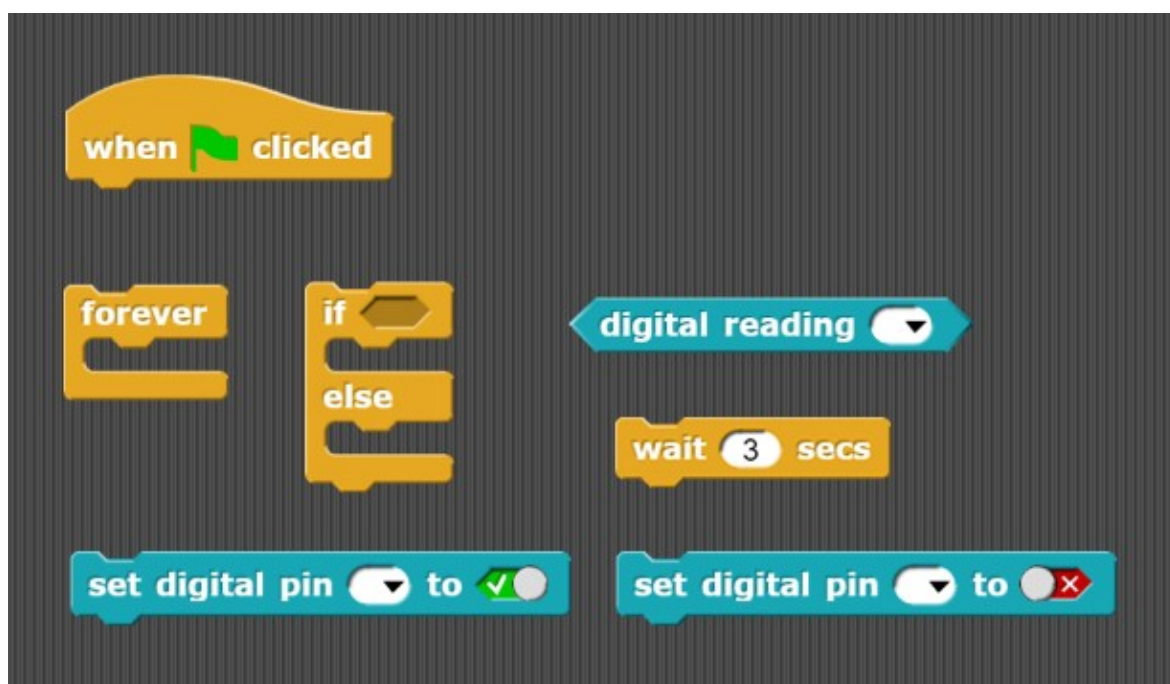 when clicked
forever
if
else
digital reading
wait 3 secs
set digital pin to
set digital pin to